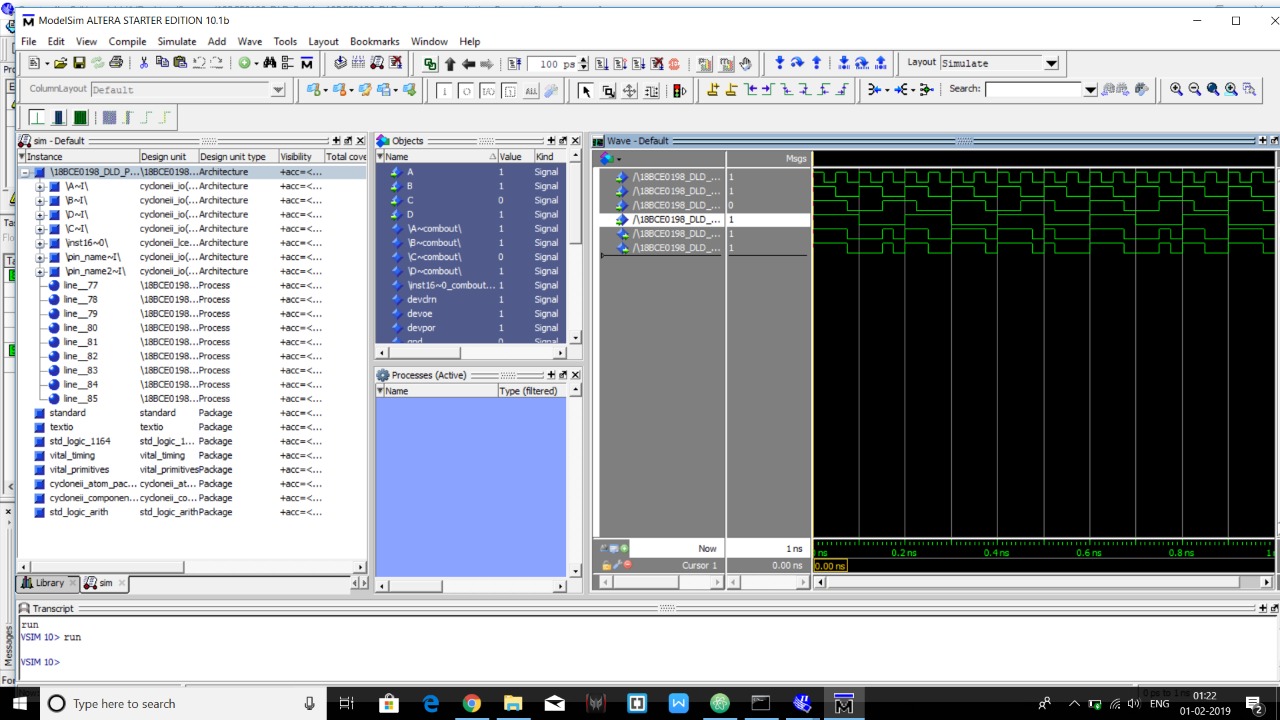 ModelSim ALTERA STARTER EDITION 10.1b
File Edit View Compile Simulate Add Wave Tools Layout Bookmarks Window Help
100 ps
Layout Simulate
ColumnLayout Default
Search:
sim - Default
Instance Design unit Design unit type Visibility Total cove
\18BCE0198_DLD_P... \18BCE0198... Architecture +acc=<...
\A~I\ cycloneii_io(... Architecture +acc=<...
\B~I\ cycloneii_io(... Architecture +acc=<...
\D~I\ cycloneii_io(... Architecture +acc=<...
\C~I\ cycloneii_io(... Architecture +acc=<...
\inst16~0\ cycloneii_lce... Architecture +acc=<...
\pin_name~I\ cycloneii_io(... Architecture +acc=<...
\pin_name2~I\ cycloneii_io(... Architecture +acc=<...
line__77 \18BCE0198... Process +acc=<...
line__78 \18BCE0198... Process +acc=<...
line__79 \18BCE0198... Process +acc=<...
line__80 \18BCE0198... Process +acc=<...
line__81 \18BCE0198... Process +acc=<...
line__82 \18BCE0198... Process +acc=<...
line__83 \18BCE0198... Process +acc=<...
line__84 \18BCE0198... Process +acc=<...
line__85 \18BCE0198... Process +acc=<...
standard standard Package +acc=<...
textio textio Package +acc=<...
std_logic_1164 std_logic_1... Package +acc=<...
vital_timing vital_timing Package +acc=<...
vital_primitives vital_primitives Package +acc=<...
cycloneii_atom_pac... cycloneii_at... Package +acc=<...
cycloneii_componen... cycloneii_co... Package +acc=<...
std_logic_arith std_logic_arith Package +acc=<...
Library sim
Objects
Name Value Kind
A 1 Signal
B 1 Signal
C 0 Signal
D 1 Signal
\A~combout\ 1 Signal
\B~combout\ 1 Signal
\C~combout\ 0 Signal
\D~combout\ 1 Signal
\inst16~0_combout... 1 Signal
devclrn 1 Signal
devoe 1 Signal
devpor 1 Signal
gnd 0 Signal
Processes (Active)
Name Type (filtered)
Wave - Default
Msgs
/\18BCE0198_DLD_... 1
/\18BCE0198_DLD_... 1
/\18BCE0198_DLD_... 0
/\18BCE0198_DLD_... 1
/\18BCE0198_DLD_... 1
/\18BCE0198_DLD_... 1
Now 1 ns ns 0.2 ns 0.4 ns 0.6 ns 0.8 ns
Cursor 1 0.00 ns 0.00 ns
Transcript
run
VSIM 10> run
VSIM 10>
Messages
0 ps to 1 ns
Type here to search
ENG 01:22
01-02-2019
2